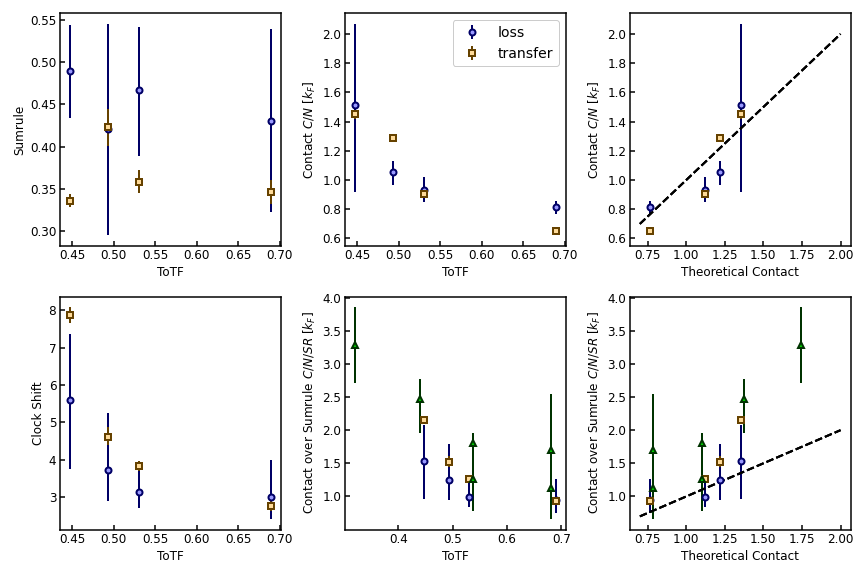 0.55
0.50
0.45
0.40
0.35
0.30
Sumrule
0.45 0.50 0.55 0.60 0.65 0.70
ToTF
2.0
1.8
1.6
1.4
1.2
1.0
0.8
0.6
Contact C/N [k_F]
loss
transfer
0.45 0.50 0.55 0.60 0.65 0.70
ToTF
2.0
1.8
1.6
1.4
1.2
1.0
0.8
0.6
Contact C/N [k_F]
0.75 1.00 1.25 1.50 1.75 2.00
Theoretical Contact
8
7
6
5
4
3
Clock Shift
0.45 0.50 0.55 0.60 0.65 0.70
ToTF
4.0
3.5
3.0
2.5
2.0
1.5
1.0
Contact over Sumrule C/N/SR [k_F]
0.4 0.5 0.6 0.7
ToTF
4.0
3.5
3.0
2.5
2.0
1.5
1.0
Contact over Sumrule C/N/SR [k_F]
0.75 1.00 1.25 1.50 1.75 2.00
Theoretical Contact